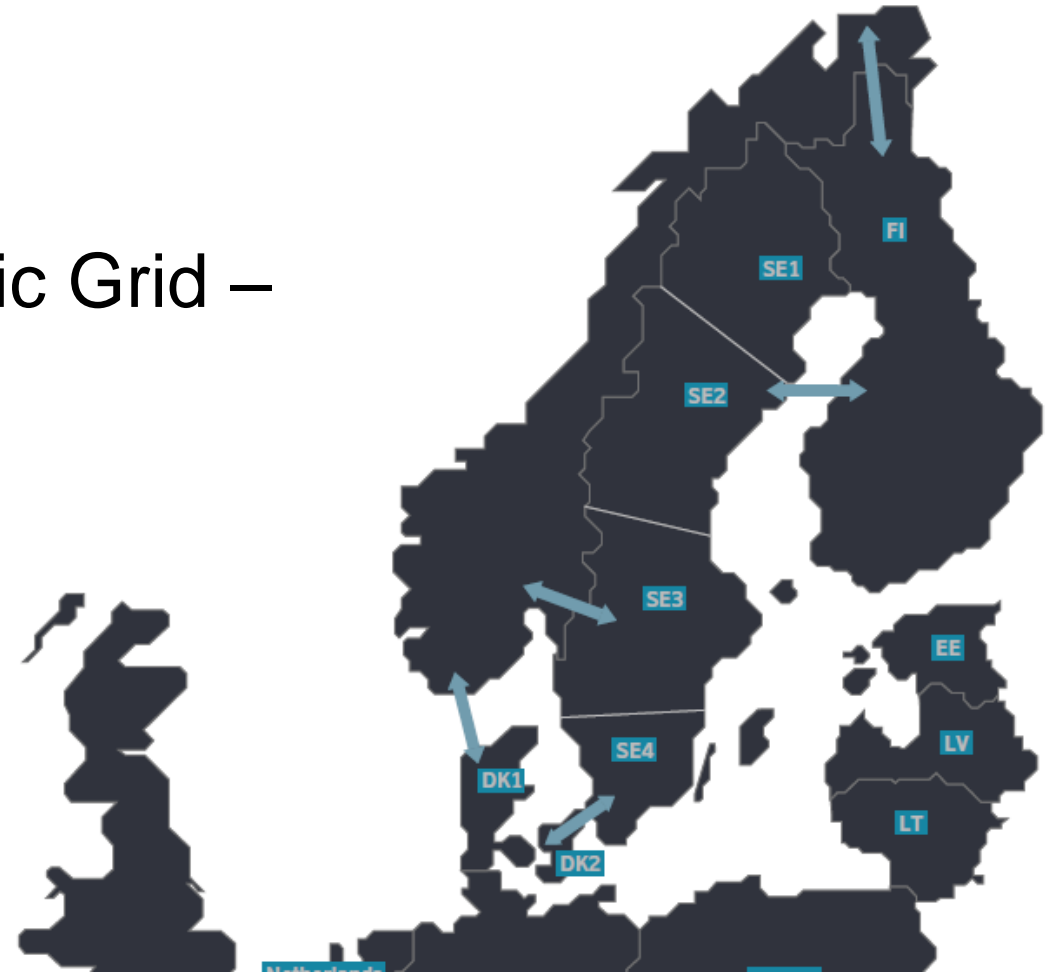 ic Grid –
FI
SE1
SE2
SE3
EE
LV
SE4
DK1
LT
DK2
Netherlands